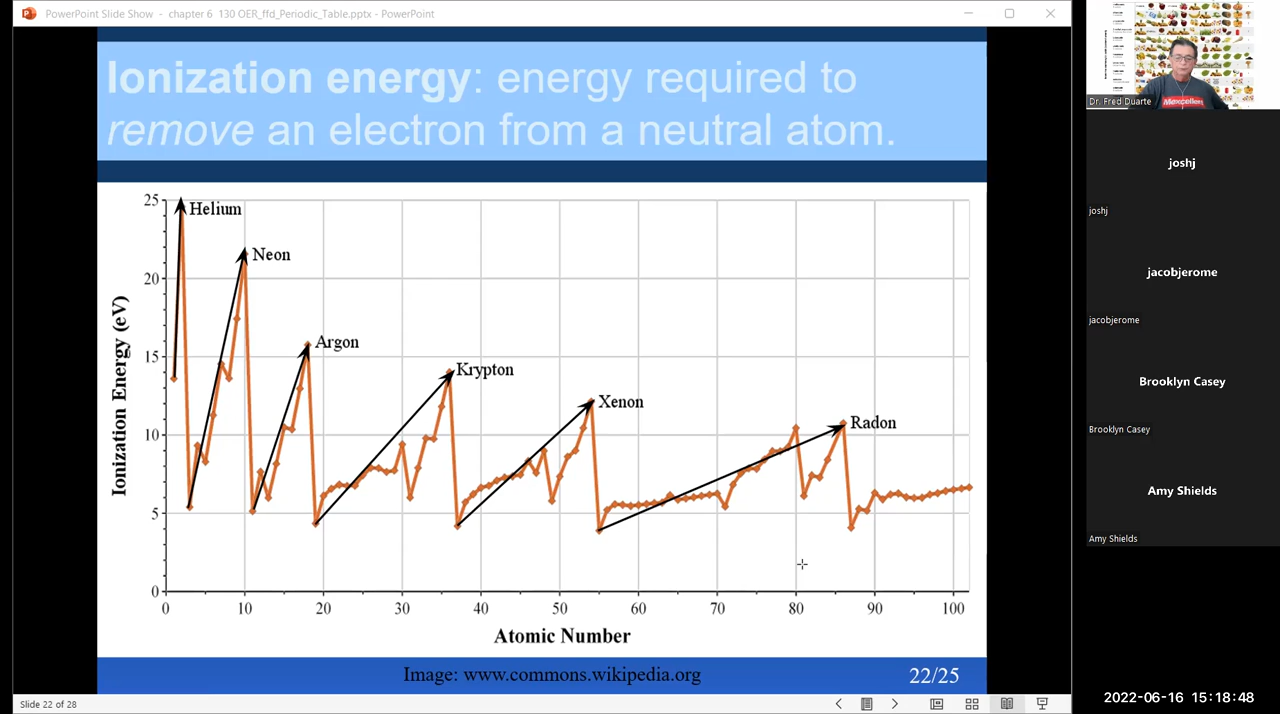 PowerPoint Slide Show - chapter 6 130 OER_ffd_Periodic_Table.pptx - PowerPoint
Ionization energy: energy required to
remove an electron from a neutral atom.
Ionization Energy (eV)
25
20
15
10
5
0
Helium
Neon
Argon
Krypton
Xenon
Radon
0 10 20 30 40 50 60 70 80 90 100
Atomic Number
Image: www.commons.wikipedia.org
22/25
Slide 22 of 28
Dr. Fred Duarte
joshj
joshj
jacobjerome
jacobjerome
Brooklyn Casey
Brooklyn Casey
Amy Shields
Amy Shields
2022-06-16 15:18:48